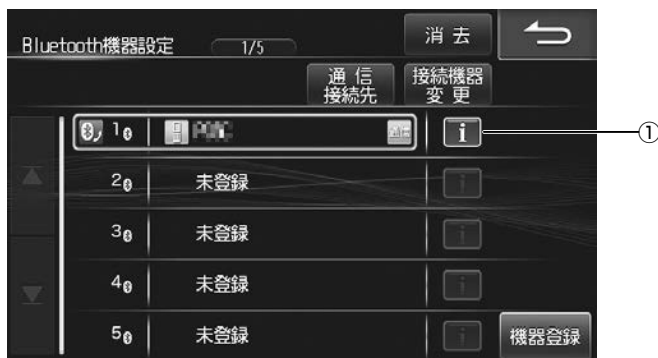 Bluetooth機器設定 1/5 消去
通信
接続先
接続機器
変更
1 i ①
2 未登録 i
3 未登録 i
4 未登録 i
5 未登録 i 機器登録